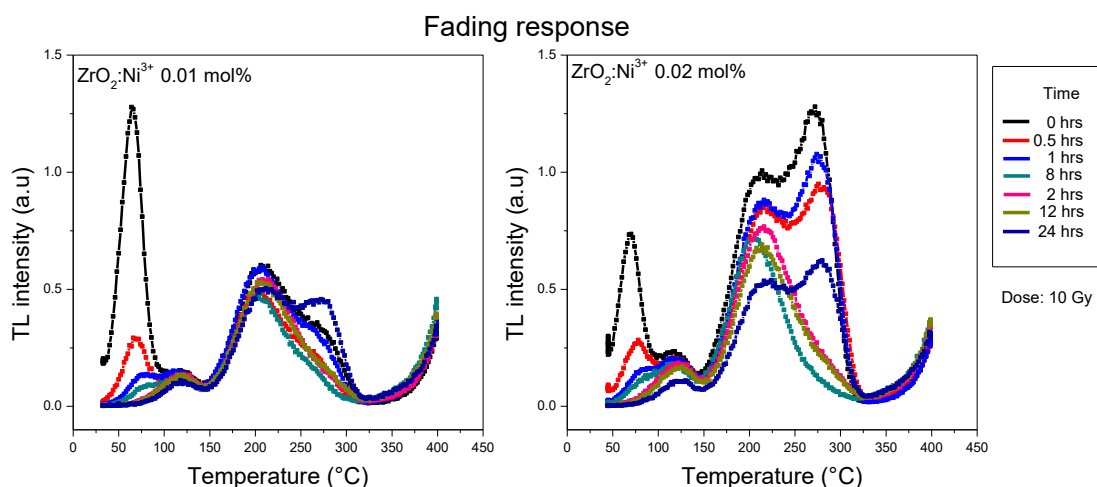 Fading response
ZrO2:Ni3+ 0.01 mol%
TL intensity (a.u)
1.5
1.0
0.5
0.0
0 50 100 150 200 250 300 350 400 450
Temperature (°C)
ZrO2:Ni3+ 0.02 mol%
TL intensity (a.u)
1.5
1.0
0.5
0.0
0 50 100 150 200 250 300 350 400 450
Temperature (°C)
Time
0 hrs
0.5 hrs
1 hrs
8 hrs
2 hrs
12 hrs
24 hrs
Dose: 10 Gy